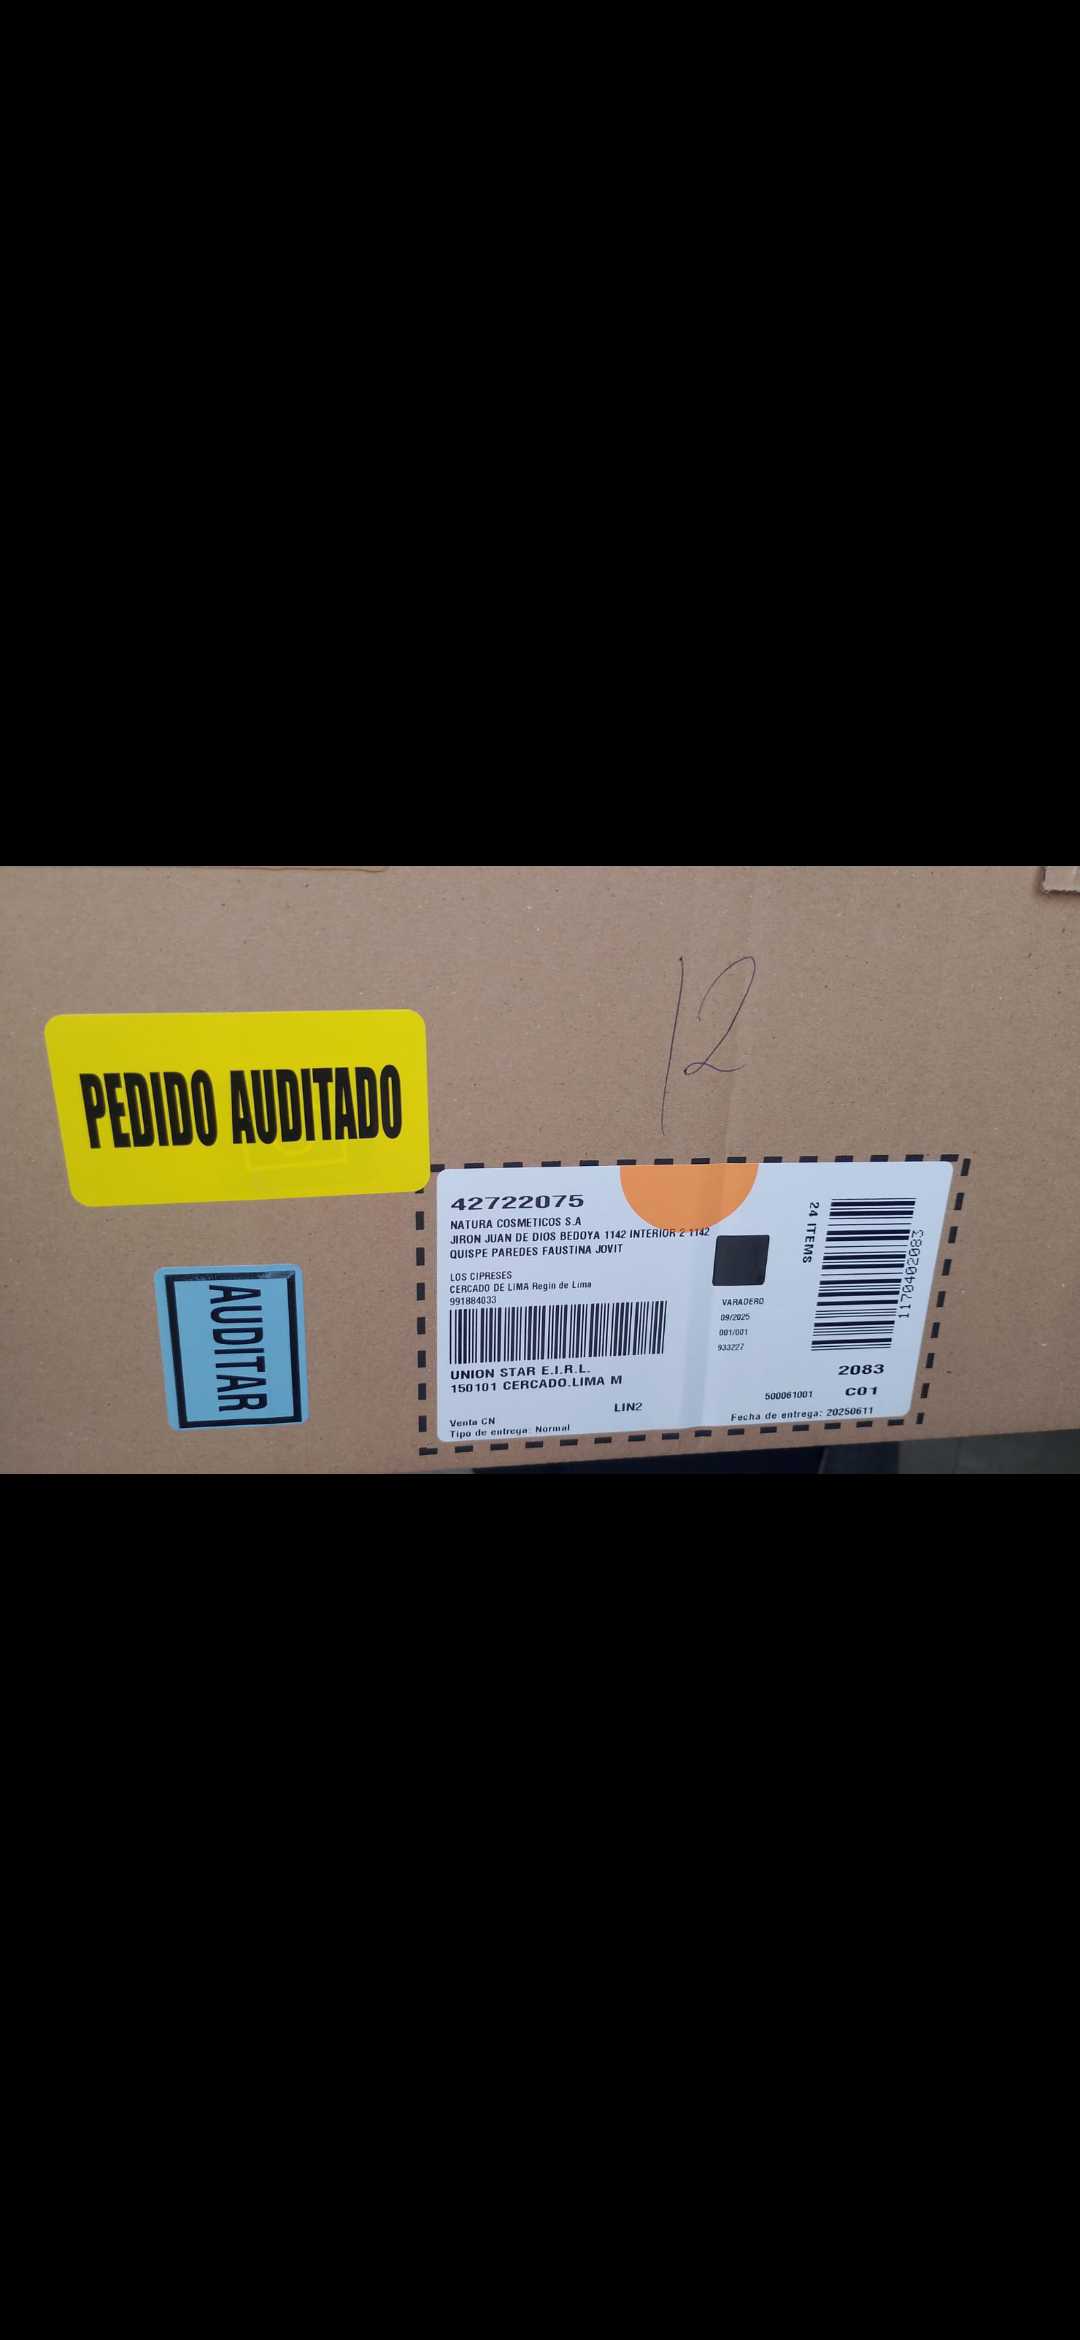 12
PEDIDO AUDITADO
AUDITAR
42722075
NATURA COSMETICOS S.A
JIRON JUAN DE DIOS BEDOYA 1142 INTERIOR 2 1142
QUISPE PAREDES FAUSTINA JOVIT
LOS CIPRESES
CERCADO DE LIMA Regin de Lima
991884033
UNION STAR E.I.R.L.
150101 CERCADO.LIMA M
LIN2
Venta CN
Tipo de entrega: Normal
VARADERO
09/2025
001/001
933227
24 ITEMS
1170402083
2083
500061001 C01
Fecha de entrega: 20250611